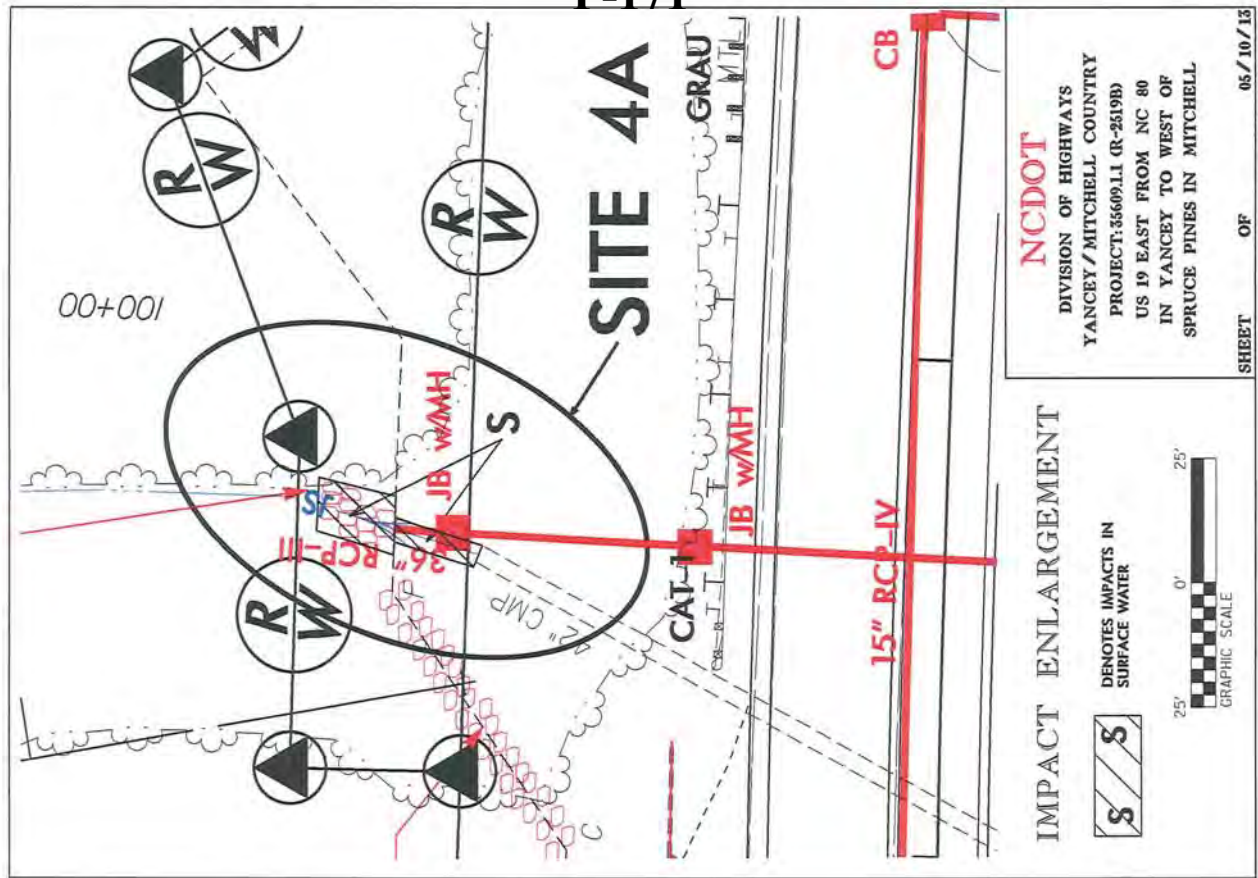 100+00
R
W
R
W
W
R
W
SITE 4A
S
JS
36" RCP-III
JB W/MH
CMP
C
CAT-1
GRAU
MTL
JB W/MH
15" RCP-IV
CB
IMPACT ENLARGEMENT
S S
DENOTES IMPACTS IN
SURFACE WATER
25' 0' 25'
GRAPHIC SCALE
NCDOT
DIVISION OF HIGHWAYS
YANCEY/MITCHELL COUNTRY
PROJECT:35609.1.1 (R-2519B)
US 19 EAST FROM NC 80
IN YANCEY TO WEST OF
SPRUCE PINES IN MITCHELL
SHEET OF 05/10/13